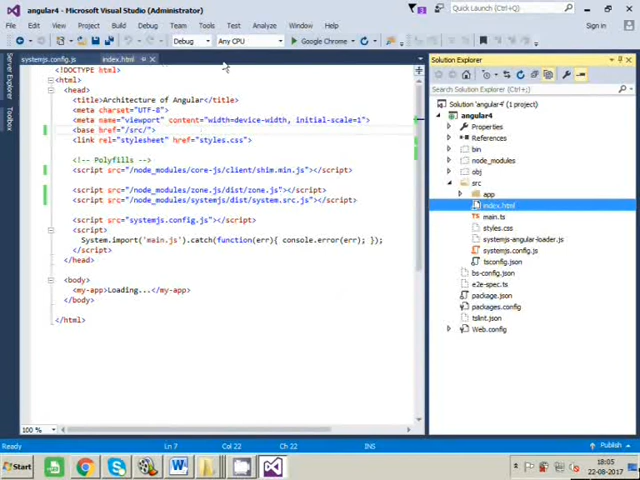 angular4 - Microsoft Visual Studio (Administrator)
3
Quick Launch
File Edit View Project Build Debug Team Tools Test Analyze Window Help
Sign in
Debug Any CPU Google Chrome
systemjs.config.js index.html
Server Explorer
Toolbox
<!DOCTYPE html>
<html>
<head>
<title>Architecture of Angular</title>
<meta charset="UTF-8">
<meta name="viewport" content="width=device-width, initial-scale=1">
<base href="/src/">
<link rel="stylesheet" href="styles.css">
<!-- Polyfills -->
<script src="/node_modules/core-js/client/shim.min.js"></script>
<script src="/node_modules/zone.js/dist/zone.js"></script>
<script src="/node_modules/systemjs/dist/system.src.js"></script>
<script src="systemjs.config.js"></script>
<script>
System.import('main.js').catch(function(err){ console.error(err); });
</script>
</head>
<body>
<my-app>Loading...</my-app>
</body>
</html>
100 %
Solution Explorer
Search Solution Explorer (Ctrl+;)
Solution 'angular4' (1 project)
angular4
Properties
References
bin
node_modules
obj
src
app
index.html
main.ts
styles.css
systemjs-angular-loader.js
systemjs.config.js
tsconfig.json
bs-config.json
e2e-spec.ts
package.json
packages.config
tslint.json
Web.config
Ln 7 Col 22 Ch 22 INS
Publish
Start
18:05
22-08-2017